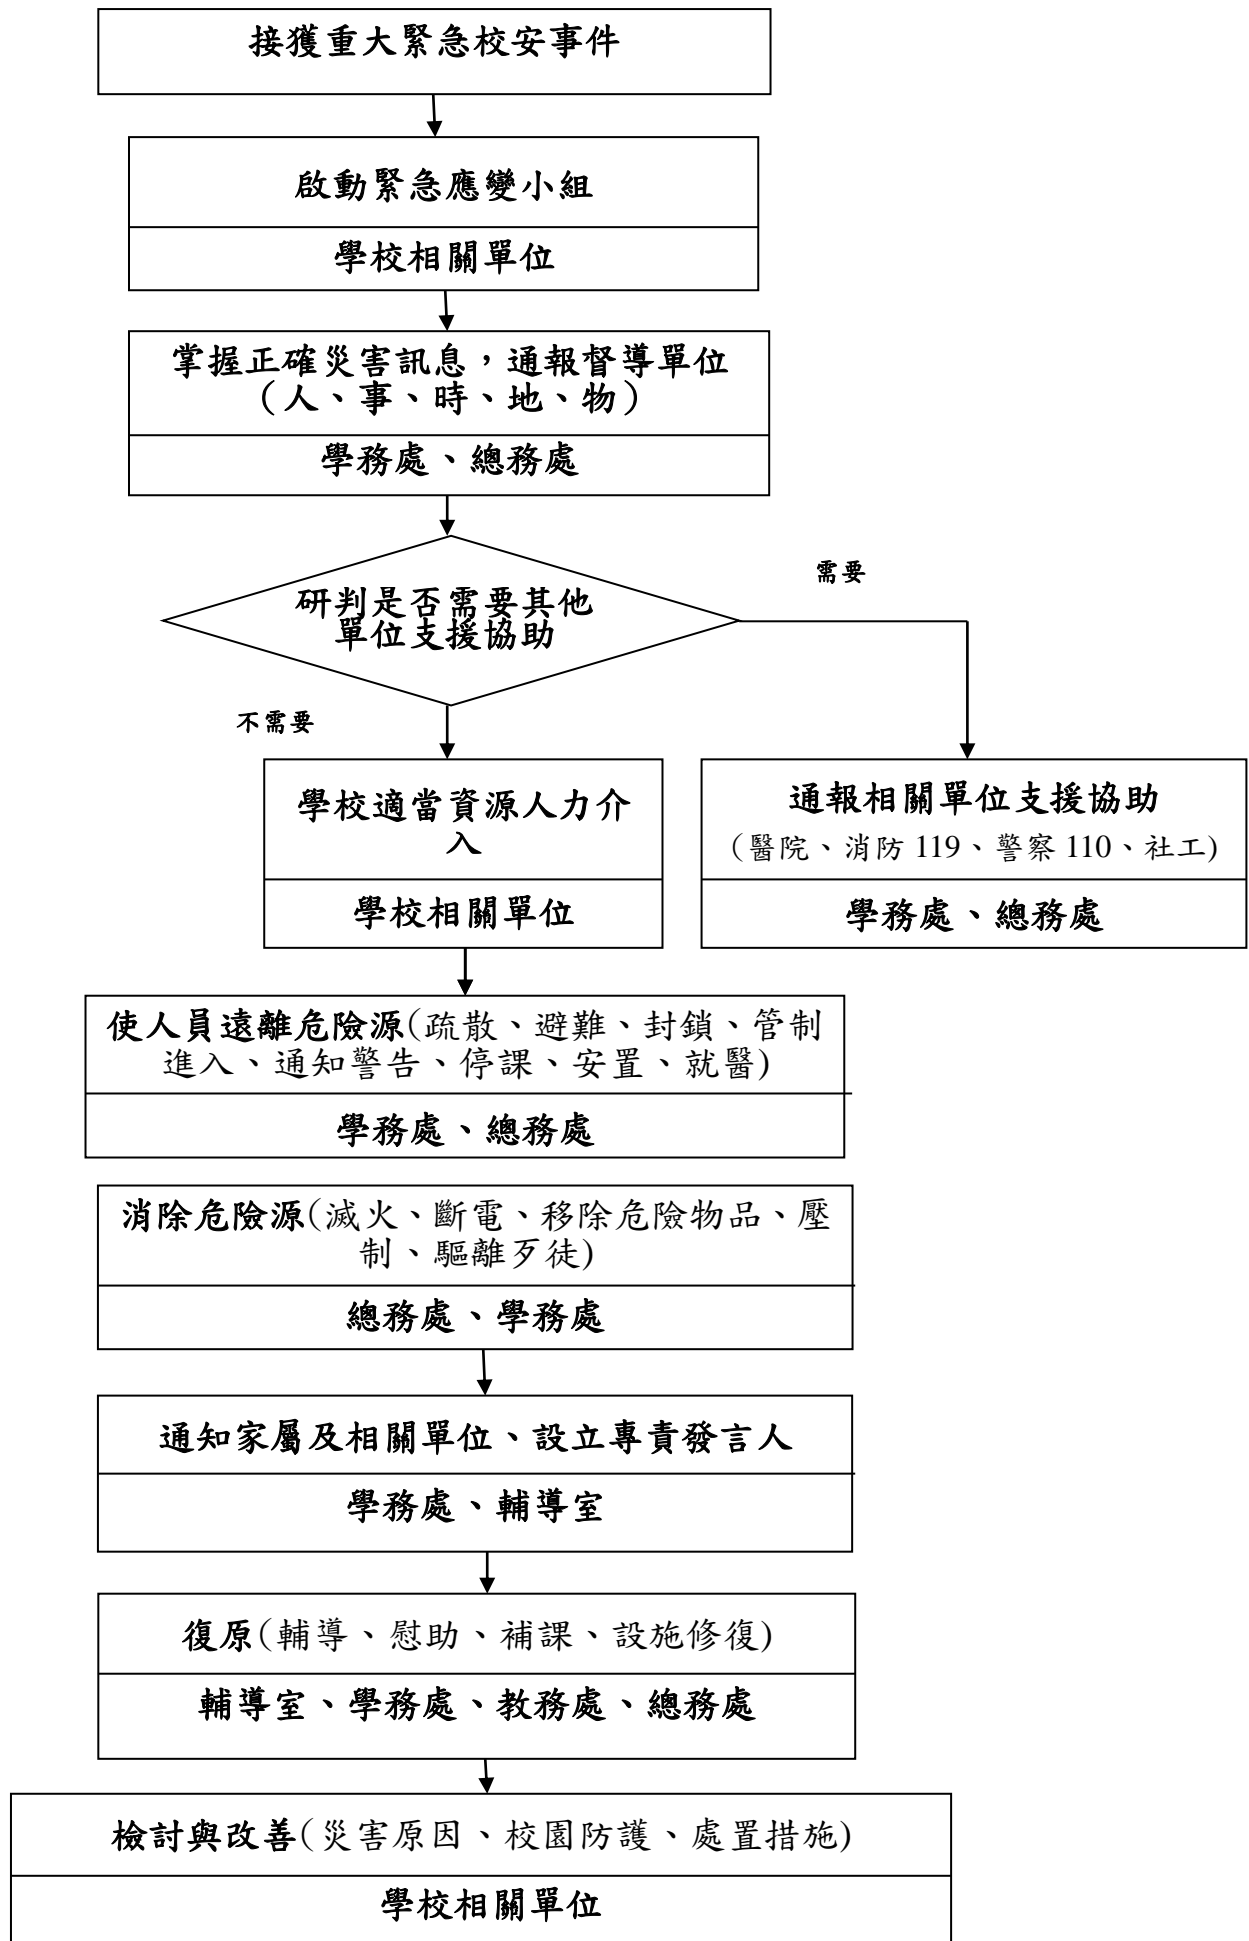 接獲重大緊急校安事件
啟動緊急應變小組
學校相關單位
掌握正確災害訊息，通報督導單位
（人、事、時、地、物）
學務處、總務處
研判是否需要其他
單位支援協助
需要
不需要
學校適當資源人力介
入
學校相關單位
通報相關單位支援協助
（醫院、消防 119、警察 110、社工)
學務處、總務處
使人員遠離危險源(疏散、避難、封鎖、管制
進入、通知警告、停課、安置、就醫)
學務處、總務處
消除危險源(滅火、斷電、移除危險物品、壓
制、驅離歹徒)
總務處、學務處
通知家屬及相關單位、設立專責發言人
學務處、輔導室
復原(輔導、慰助、補課、設施修復)
輔導室、學務處、教務處、總務處
檢討與改善(災害原因、校園防護、處置措施)
學校相關單位